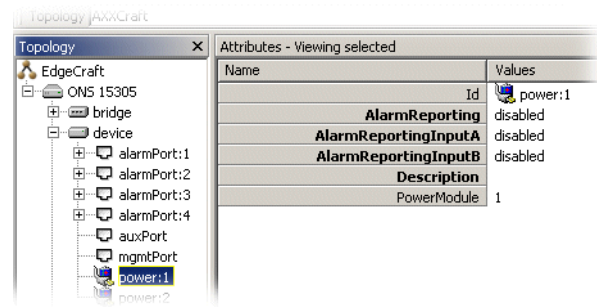 Topology AXXCraft
Topology X
EdgeCraft
ONS 15305
bridge
device
alarmPort:1
alarmPort:2
alarmPort:3
alarmPort:4
auxPort
mgmtPort
power:1
power:2
Attributes - Viewing selected
Name Values
Id power:1
AlarmReporting disabled
AlarmReportingInputA disabled
AlarmReportingInputB disabled
Description
PowerModule 1